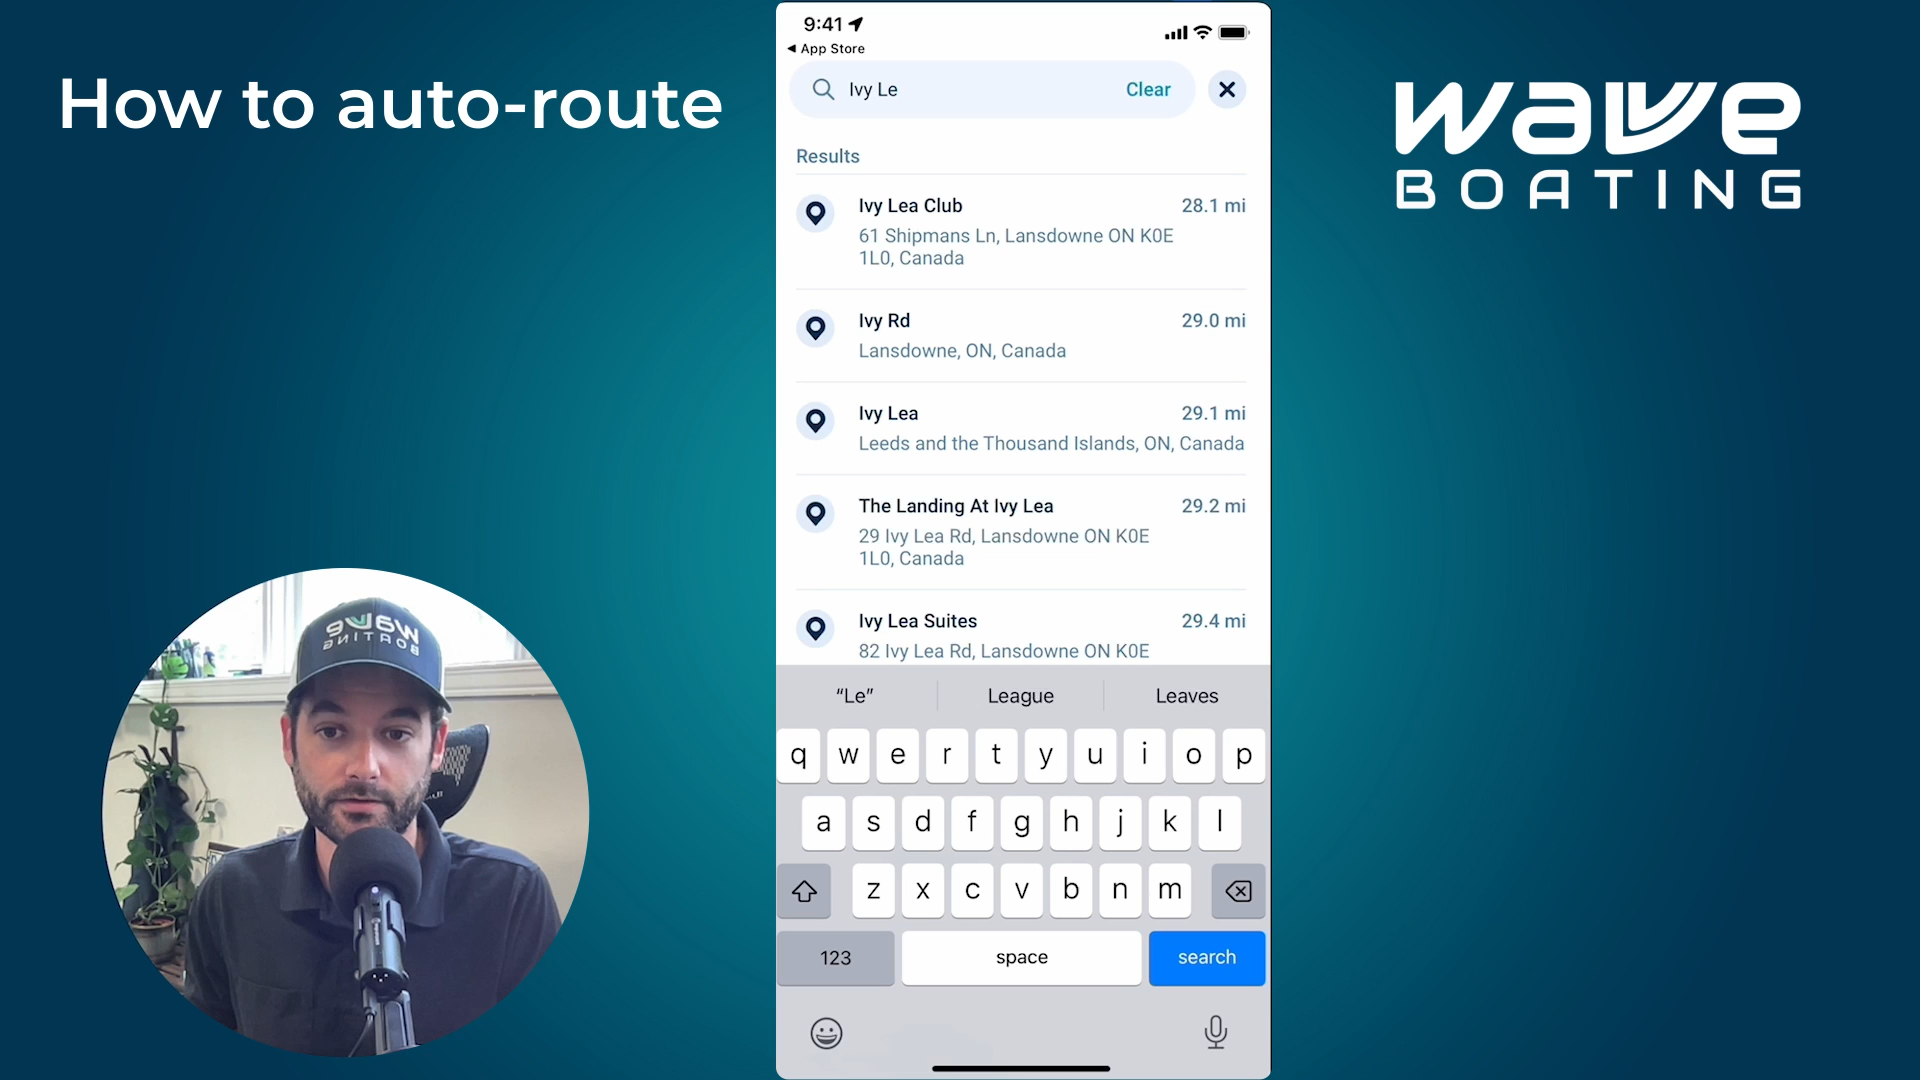 How to auto-route
wave
BOATING
9:41
App Store
Ivy Le
Clear
Results
Ivy Lea Club
28.1 mi
61 Shipmans Ln, Lansdowne ON K0E
1L0, Canada
Ivy Rd
29.0 mi
Lansdowne, ON, Canada
Ivy Lea
29.1 mi
Leeds and the Thousand Islands, ON, Canada
The Landing At Ivy Lea
29.2 mi
29 Ivy Lea Rd, Lansdowne ON K0E
1L0, Canada
Ivy Lea Suites
29.4 mi
82 Ivy Lea Rd, Lansdowne ON K0E
“Le” League Leaves
q w e r t y u i o p
a s d f g h j k l
z x c v b n m
123 space search
wave
BOATING